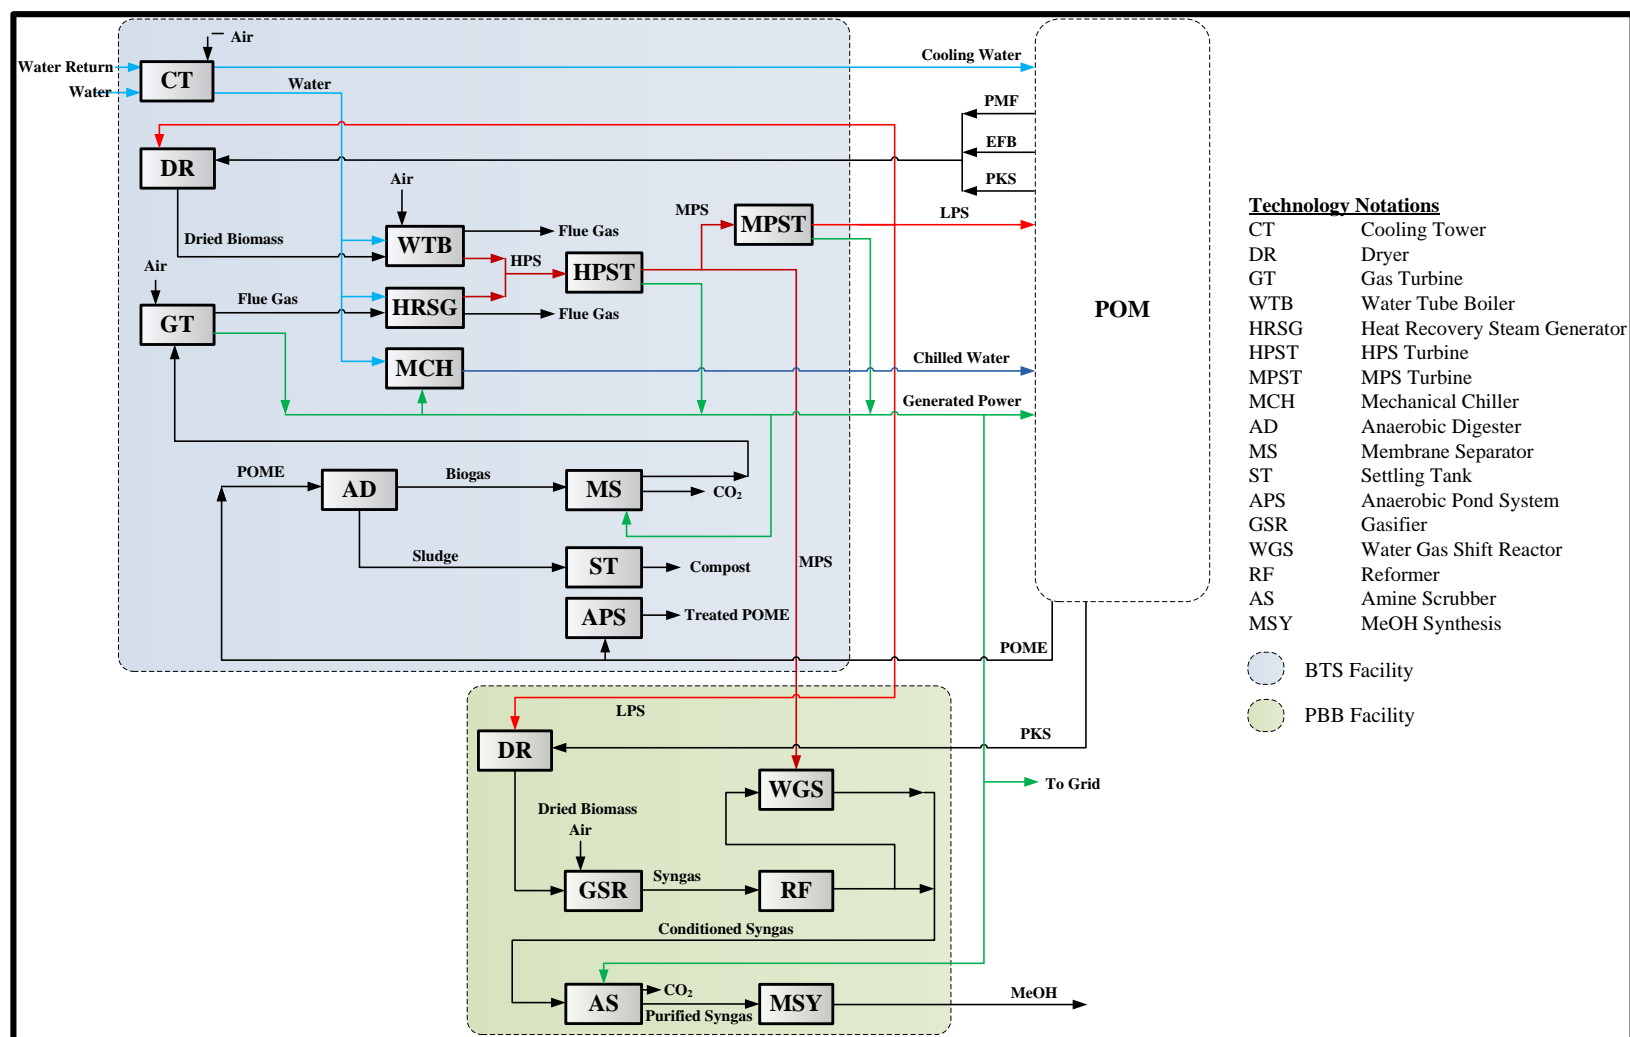 Air
Water Return
CT
Cooling Water
Water
Water
PMF
EFB
PKS
DR
Air
MPS
MPST
LPS
Dried Biomass
WTB
Flue Gas
HPS
HPST
Air
Flue Gas
GT
HRSG
Flue Gas
MCH
Chilled Water
Generated Power
POM
POME
AD
Biogas
MS
CO₂
Sludge
ST
Compost
MPS
APS
Treated POME
POME
LPS
DR
PKS
WGS
To Grid
Dried Biomass
Air
GSR
Syngas
RF
Conditioned Syngas
AS
CO₂
Purified Syngas
MSY
MeOH
Technology Notations
CT Cooling Tower
DR Dryer
GT Gas Turbine
WTB Water Tube Boiler
HRSG Heat Recovery Steam Generator
HPST HPS Turbine
MPST MPS Turbine
MCH Mechanical Chiller
AD Anaerobic Digester
MS Membrane Separator
ST Settling Tank
APS Anaerobic Pond System
GSR Gasifier
WGS Water Gas Shift Reactor
RF Reformer
AS Amine Scrubber
MSY MeOH Synthesis
BTS Facility
PBB Facility